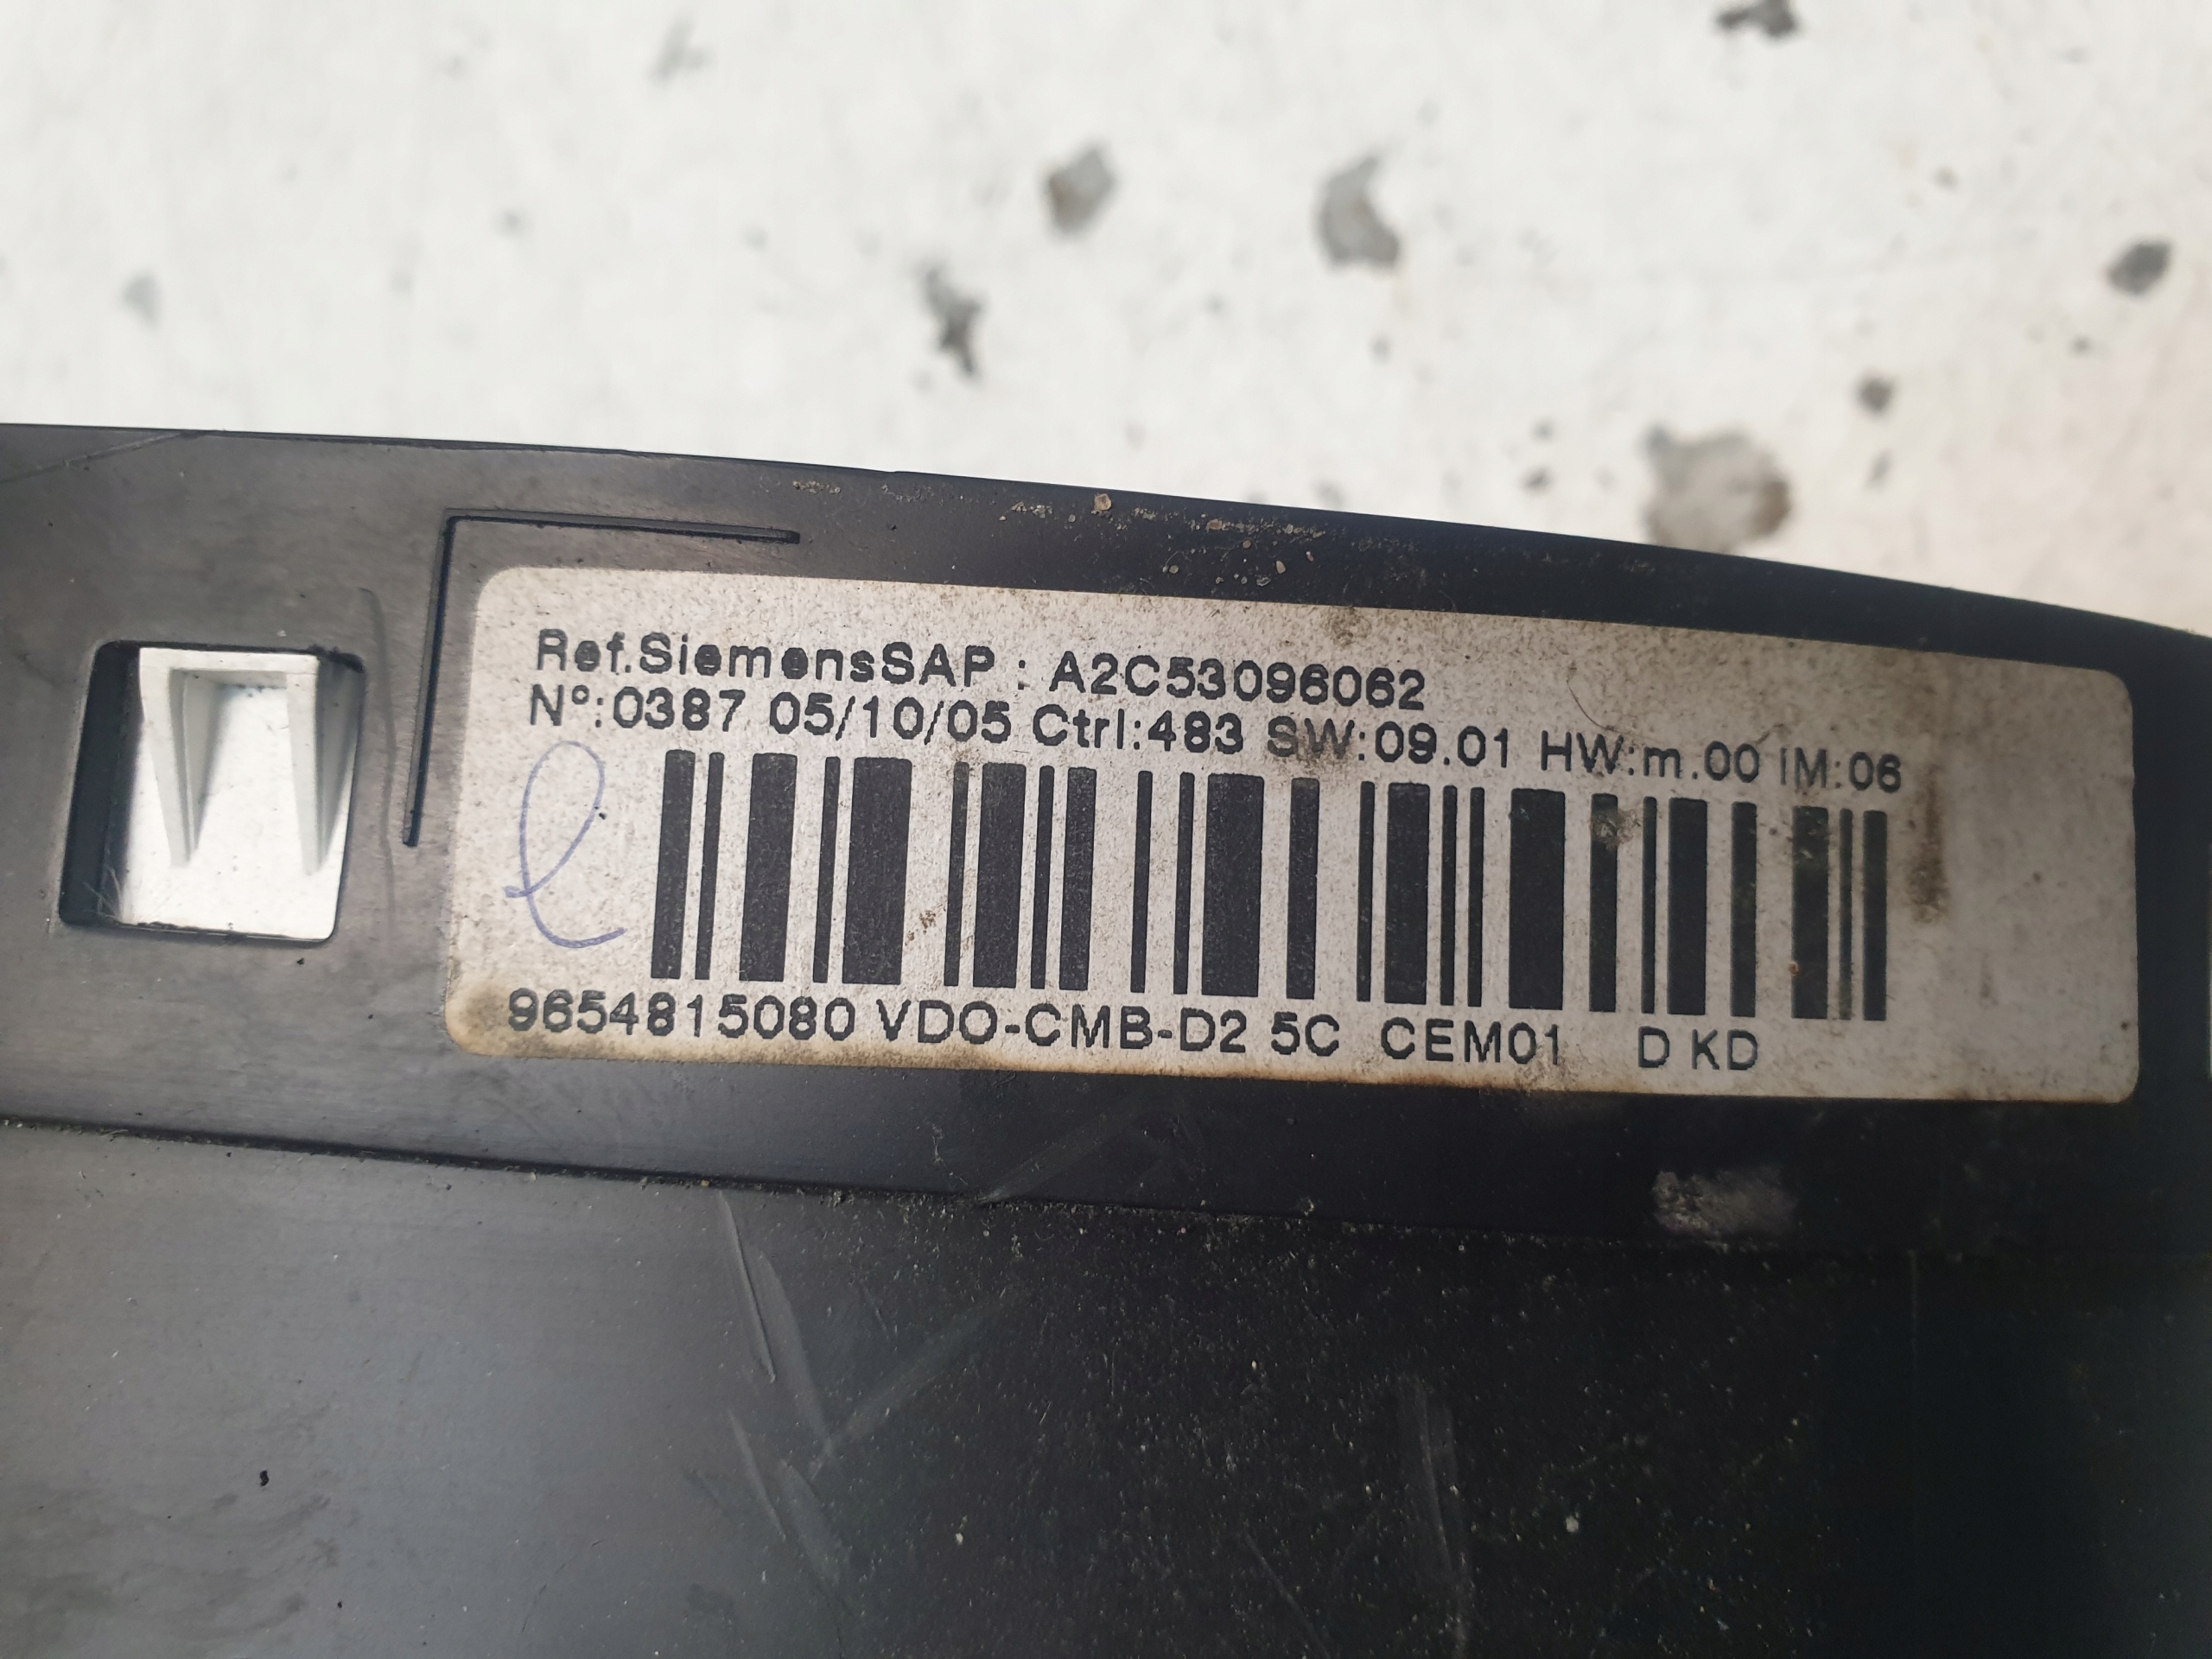 Ref.SiemensSAP : A2C53096062
N°:0387 05/10/05 Ctrl:483 SW:09.01 HW:m.00 IM:06
9654815080 VDO-CMB-D2 5C CEM01 D KD